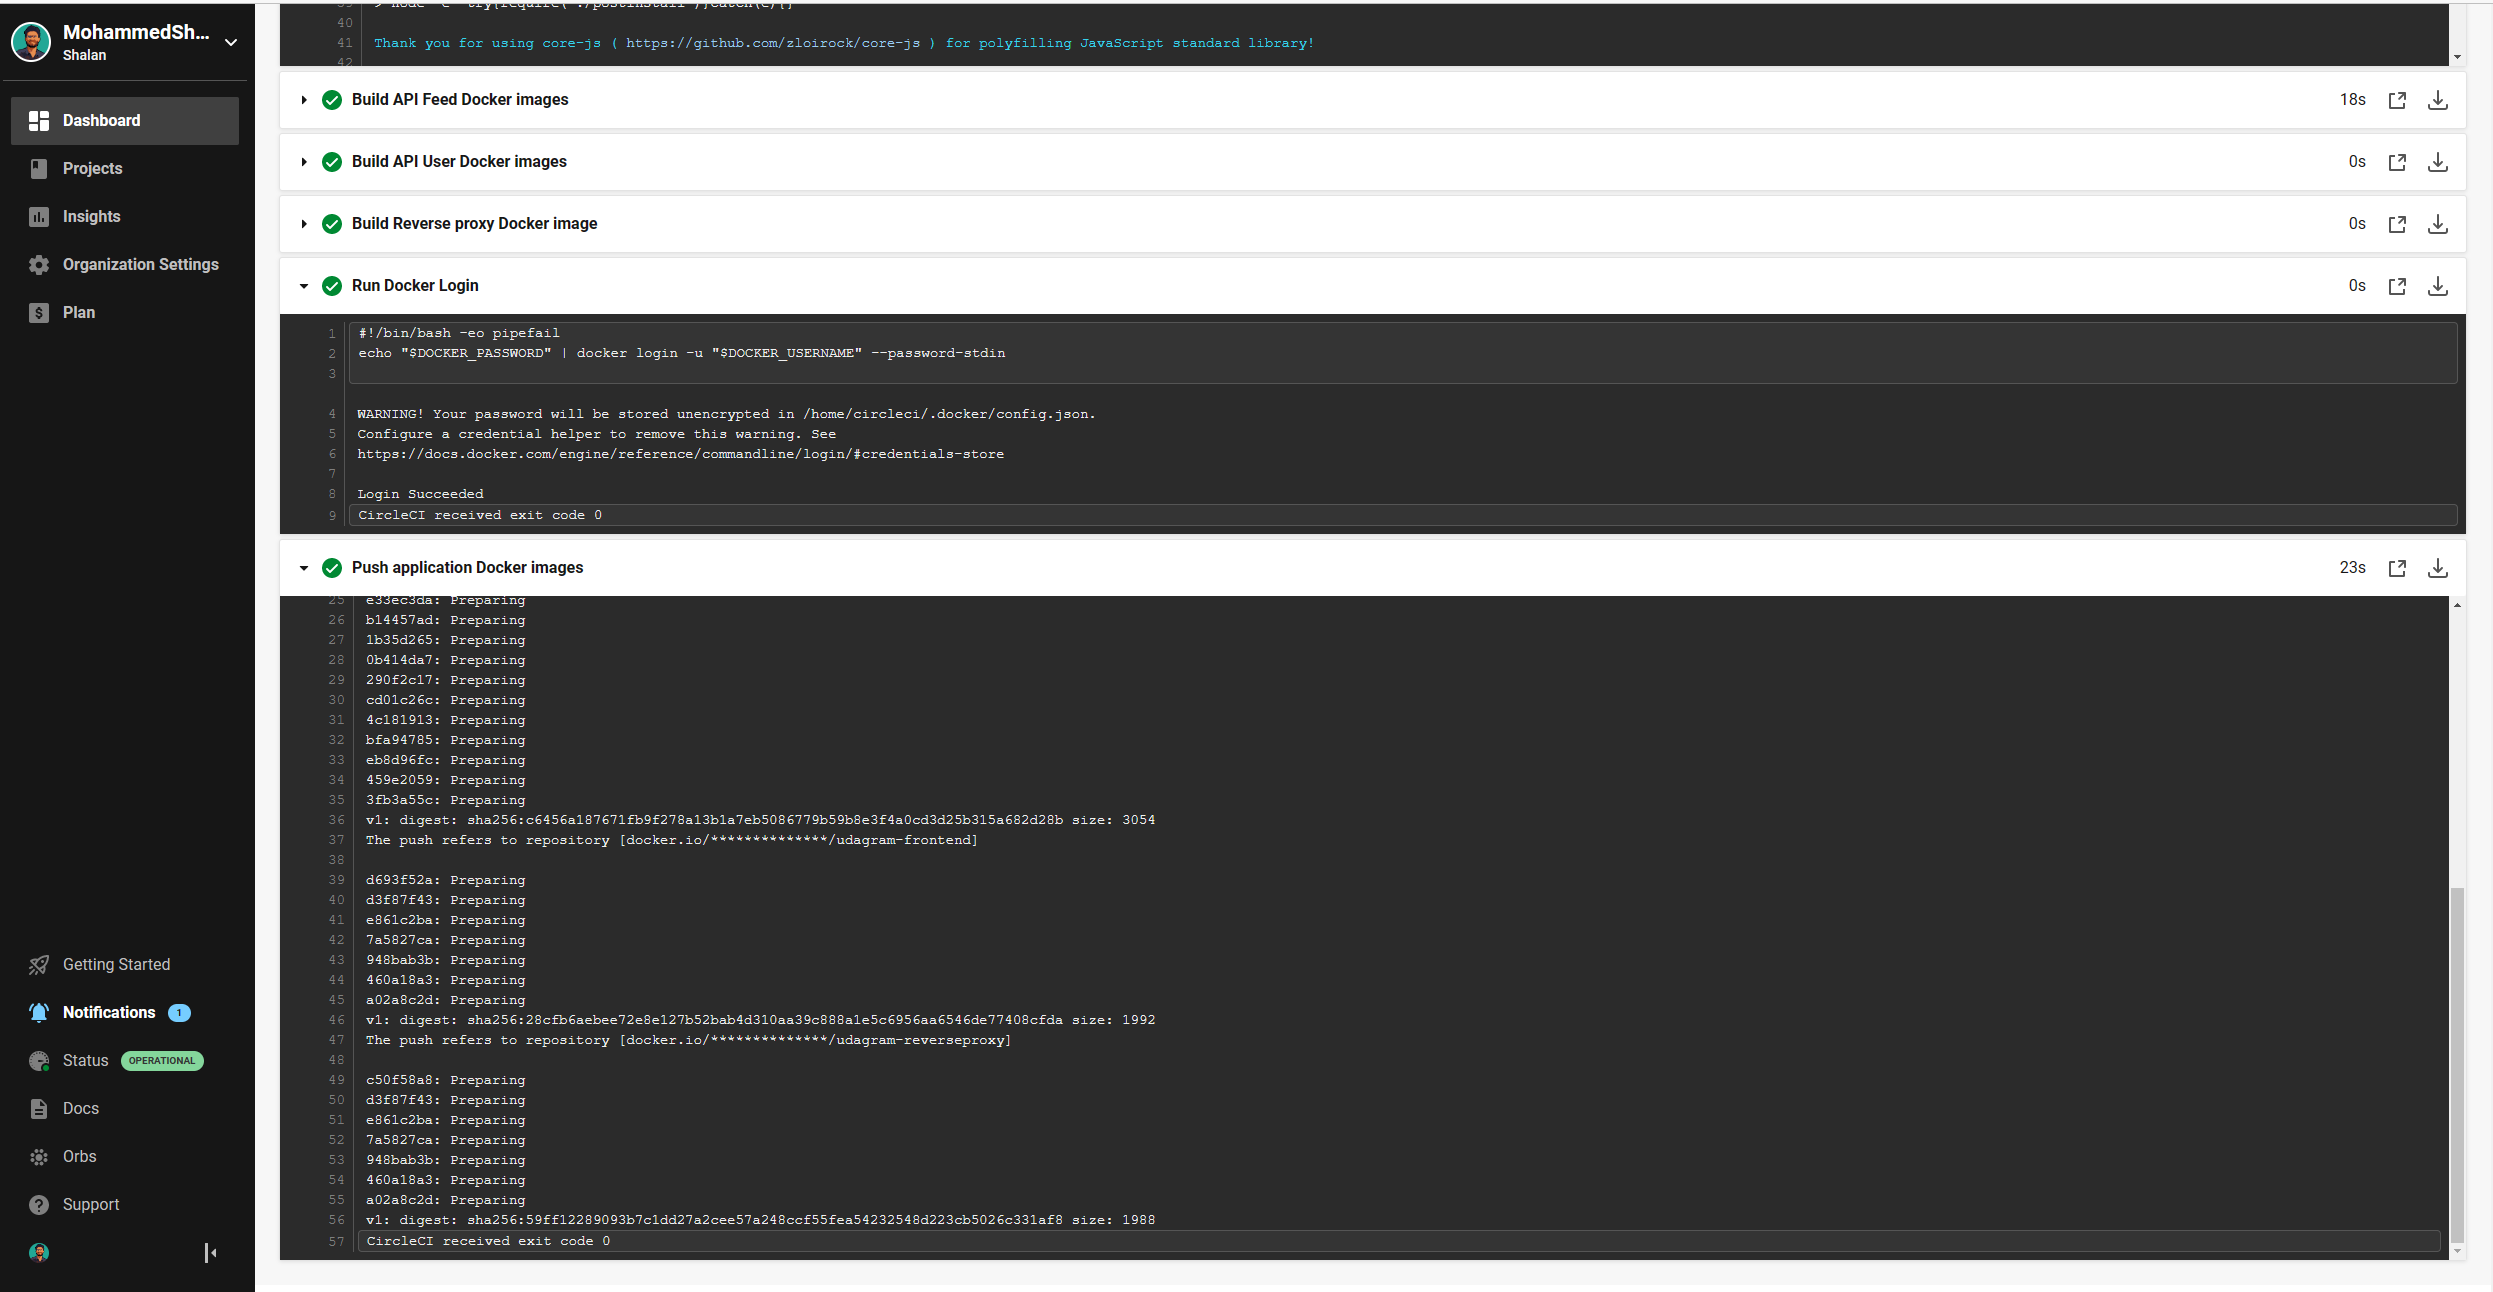 MohammedSh...
Shalan
Dashboard
Projects
Insights
Organization Settings
Plan
Getting Started
Notifications 1
Status OPERATIONAL
Docs
Orbs
Support
40
41 Thank you for using core-js ( https://github.com/zloirock/core-js ) for polyfilling JavaScript standard library!
42
Build API Feed Docker images 18s
Build API User Docker images 0s
Build Reverse proxy Docker image 0s
Run Docker Login 0s
1 #!/bin/bash -eo pipefail
2 echo "$DOCKER_PASSWORD" | docker login -u "$DOCKER_USERNAME" --password-stdin
3
4 WARNING! Your password will be stored unencrypted in /home/circleci/.docker/config.json.
5 Configure a credential helper to remove this warning. See
6 https://docs.docker.com/engine/reference/commandline/login/#credentials-store
7
8 Login Succeeded
9 CircleCI received exit code 0
Push application Docker images 23s
25 e33ec3da: Preparing
26 b14457ad: Preparing
27 1b35d265: Preparing
28 0b414da7: Preparing
29 290f2c17: Preparing
30 cd01c26c: Preparing
31 4c181913: Preparing
32 bfa94785: Preparing
33 eb8d96fc: Preparing
34 459e2059: Preparing
35 3fb3a55c: Preparing
36 v1: digest: sha256:c6456a187671fb9f278a13b1a7eb5086779b59b8e3f4a0cd3d25b315a682d28b size: 3054
37 The push refers to repository [docker.io/**************/udagram-frontend]
38
39 d693f52a: Preparing
40 d3f87f43: Preparing
41 e861c2ba: Preparing
42 7a5827ca: Preparing
43 948bab3b: Preparing
44 460a18a3: Preparing
45 a02a8c2d: Preparing
46 v1: digest: sha256:28cfb6aebee72e8e127b52bab4d310aa39c888a1e5c6956aa6546de77408cfda size: 1992
47 The push refers to repository [docker.io/**************/udagram-reverseproxy]
48
49 c50f58a8: Preparing
50 d3f87f43: Preparing
51 e861c2ba: Preparing
52 7a5827ca: Preparing
53 948bab3b: Preparing
54 460a18a3: Preparing
55 a02a8c2d: Preparing
56 v1: digest: sha256:59ff12289093b7c1dd27a2cee57a248ccf55fea54232548d223cb5026c331af8 size: 1988
57 CircleCI received exit code 0